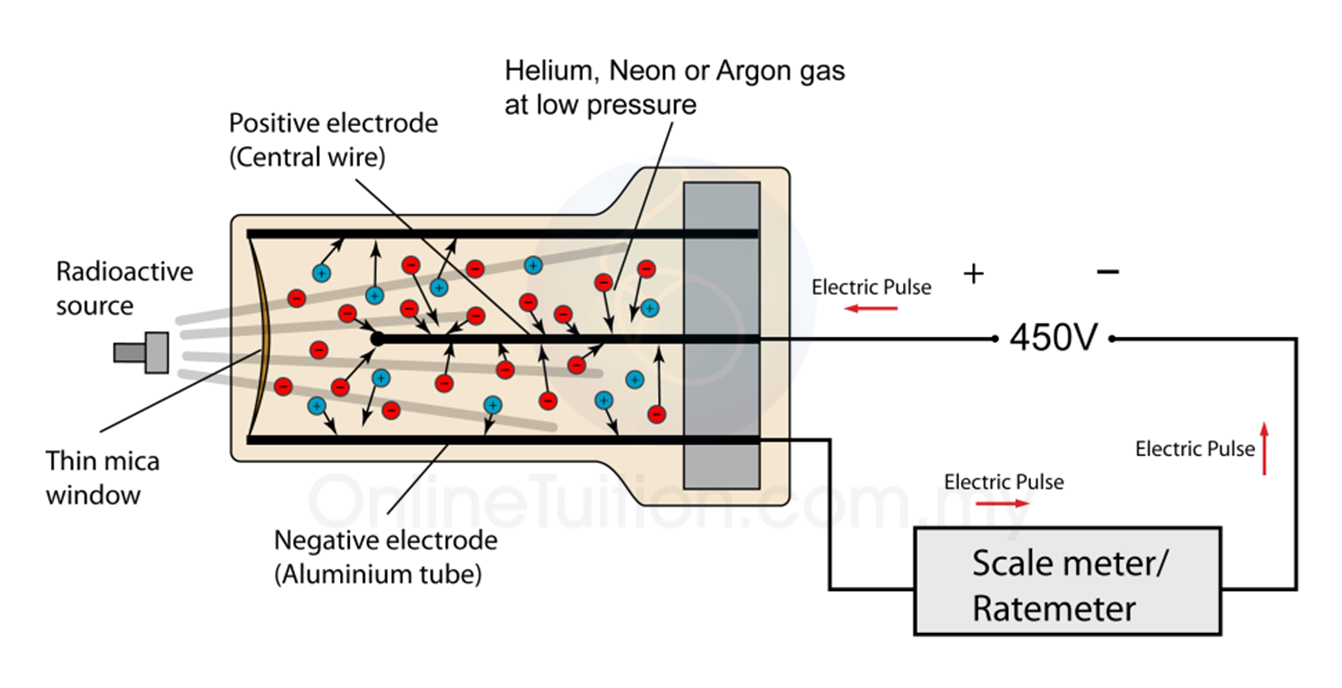 Helium, Neon or Argon gas
at low pressure
Positive electrode
(Central wire)
Radioactive
source
Electric Pulse
+
−
450V
Thin mica
window
Electric Pulse
Electric Pulse
Negative electrode
(Aluminium tube)
Scale meter/
Ratemeter
OnlineTuition.com.my